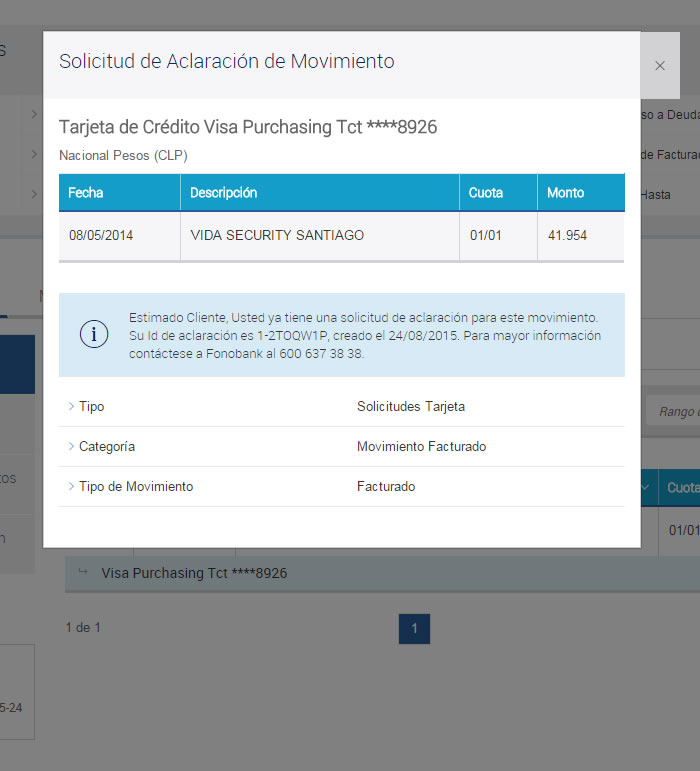 S
Solicitud de Aclaración de Movimiento
×
Tarjeta de Crédito Visa Purchasing Tct ****8926
Nacional Pesos (CLP)
Fecha Descripción Cuota Monto
08/05/2014 VIDA SECURITY SANTIAGO 01/01 41.954
Estimado Cliente, Usted ya tiene una solicitud de aclaración para este movimiento.
Su Id de aclaración es 1-2TOQW1P, creado el 24/08/2015. Para mayor información
contáctese a Fonobank al 600 637 38 38.
Tipo Solicitudes Tarjeta
Categoría Movimiento Facturado
Tipo de Movimiento Facturado
so a Deuda
de Factura
Hasta
Rango
tos
n
Cuota
01/01
Visa Purchasing Tct ****8926
1 de 1
1
5-24